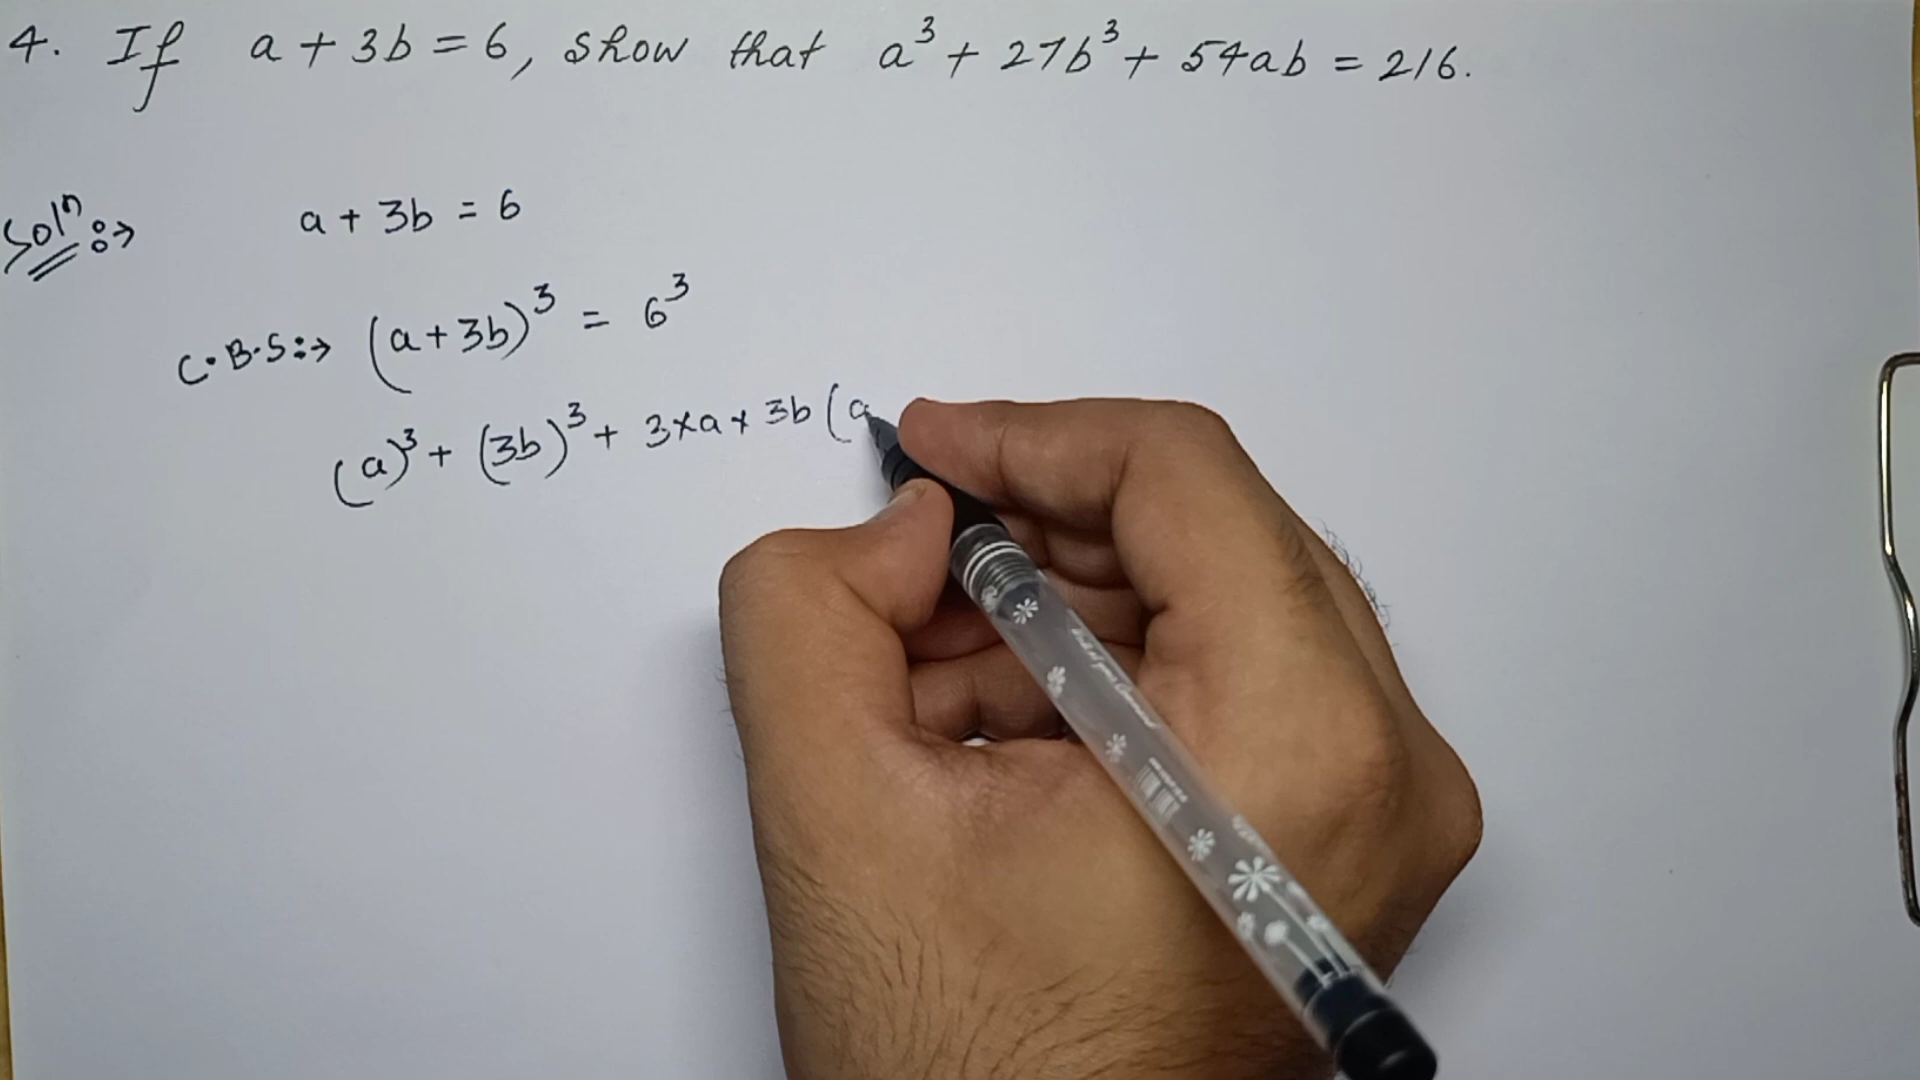 4. If a + 3b = 6, show that a³ + 27b³ + 54ab = 216.
Solⁿ :→ a + 3b = 6
C.B.S :→ (a + 3b)³ = 6³
(a)³ + (3b)³ + 3×a× 3b (a